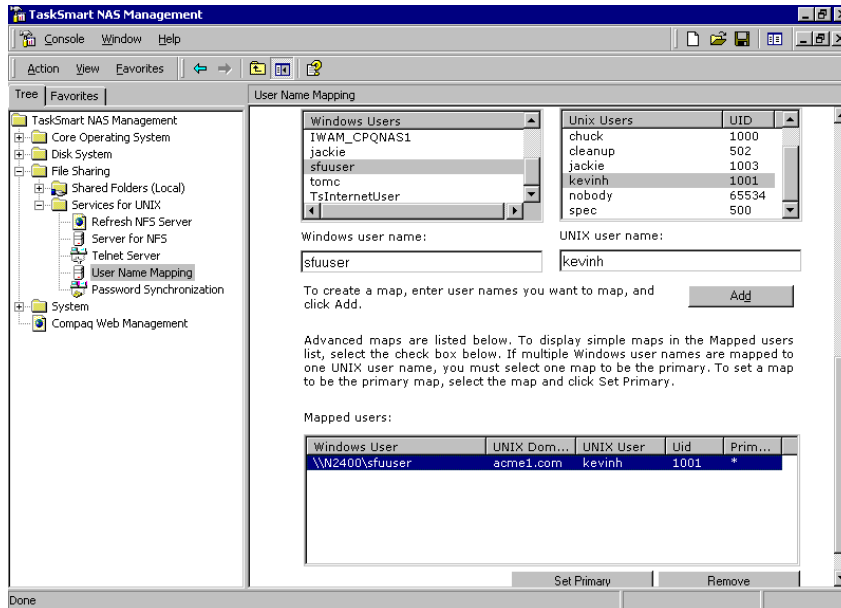 TaskSmart NAS Management
Console Window Help
Action View Favorites
Tree Favorites
User Name Mapping
TaskSmart NAS Management
Core Operating System
Disk System
File Sharing
Shared Folders (Local)
Services for UNIX
Refresh NFS Server
Server for NFS
Telnet Server
User Name Mapping
Password Synchronization
System
Compaq Web Management
Windows Users
IWAM_CPQNAS1
jackie
sfuuser
tomc
TsInternetUser
Unix Users UID
chuck 1000
cleanup 502
jackie 1003
kevinh 1001
nobody 65534
spec 500
Windows user name:
UNIX user name:
sfuuser
kevinh
To create a map, enter user names you want to map, and
click Add.
Add
Advanced maps are listed below. To display simple maps in the Mapped users
list, select the check box below. If multiple Windows user names are mapped to
one UNIX user name, you must select one map to be the primary. To set a map
to be the primary map, select the map and click Set Primary.
Mapped users:
Windows User UNIX Dom... UNIX User Uid Prim...
\\N2400\sfuuser acme1.com kevinh 1001 *
Set Primary Remove
Done